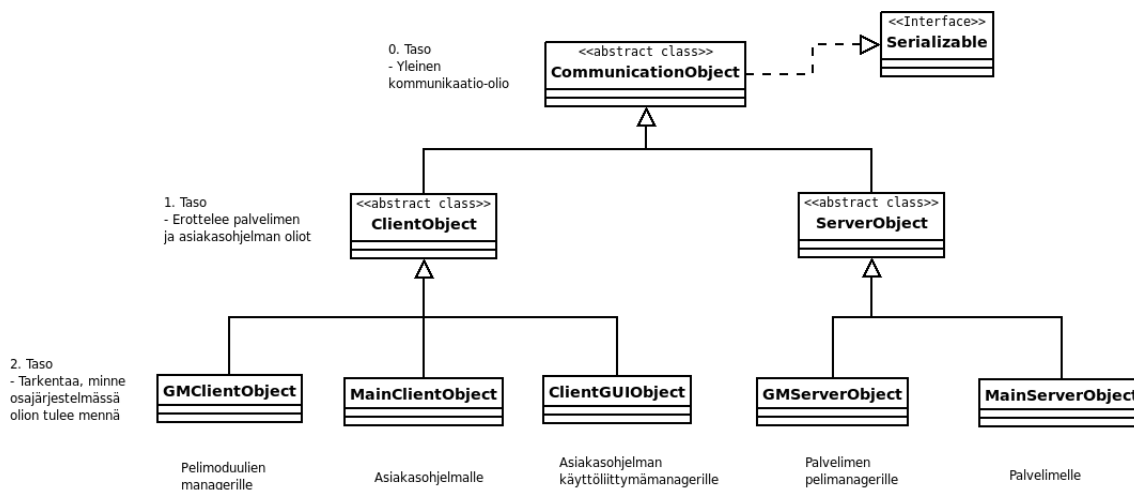 <<Interface>>
Serializable
0. Taso
- Yleinen
kommunikaatio-olio
<<abstract class>>
CommunicationObject
1. Taso
- Erottelee palvelimen
ja asiakasohjelman oliot
<<abstract class>>
ClientObject
<<abstract class>>
ServerObject
2. Taso
- Tarkentaa, minne
osajärjestelmässä
olion tulee mennä
GMClientObject
MainClientObject
ClientGUIObject
GMServerObject
MainServerObject
Pelimoduulien
managerille
Asiakasohjelmalle
Asiakasohjelman
käyttöliittymämanagerille
Palvelimen
pelimanagerille
Palvelimelle